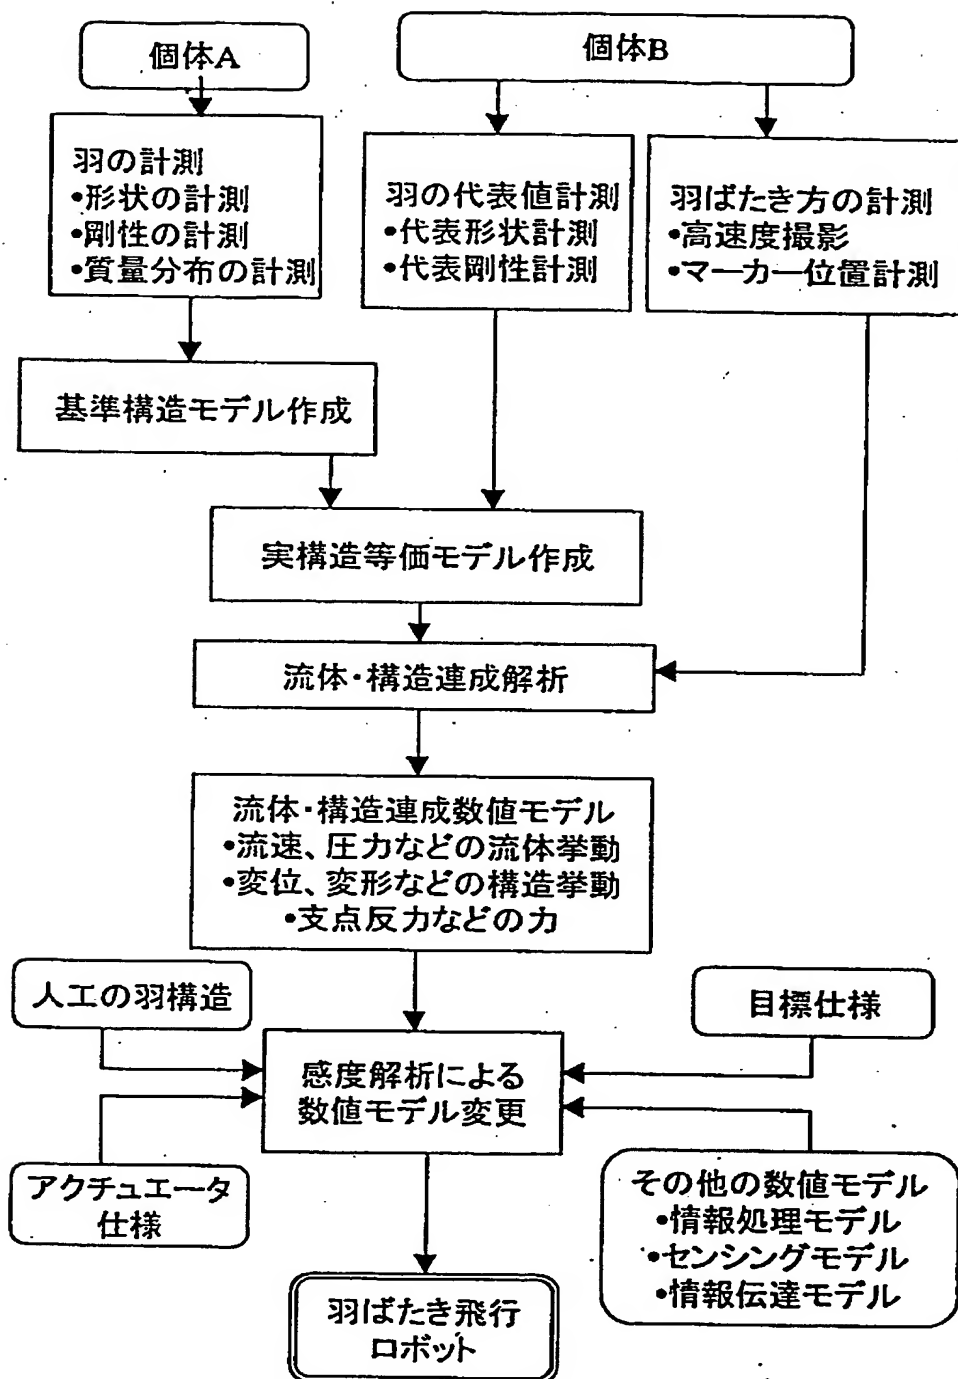 個体A
個体B
羽の計測
•形状の計測
•剛性の計測
•質量分布の計測
羽の代表値計測
•代表形状計測
•代表剛性計測
羽ばたき方の計測
•高速度撮影
•マーカー位置計測
基準構造モデル作成
実構造等価モデル作成
流体・構造連成解析
流体・構造連成数値モデル
•流速、圧力などの流体挙動
•変位、変形などの構造挙動
•支点反力などの力
人工の羽構造
目標仕様
感度解析による
数値モデル変更
アクチュエータ
仕様
その他の数値モデル
•情報処理モデル
•センシングモデル
•情報伝達モデル
羽ばたき飛行
ロボット